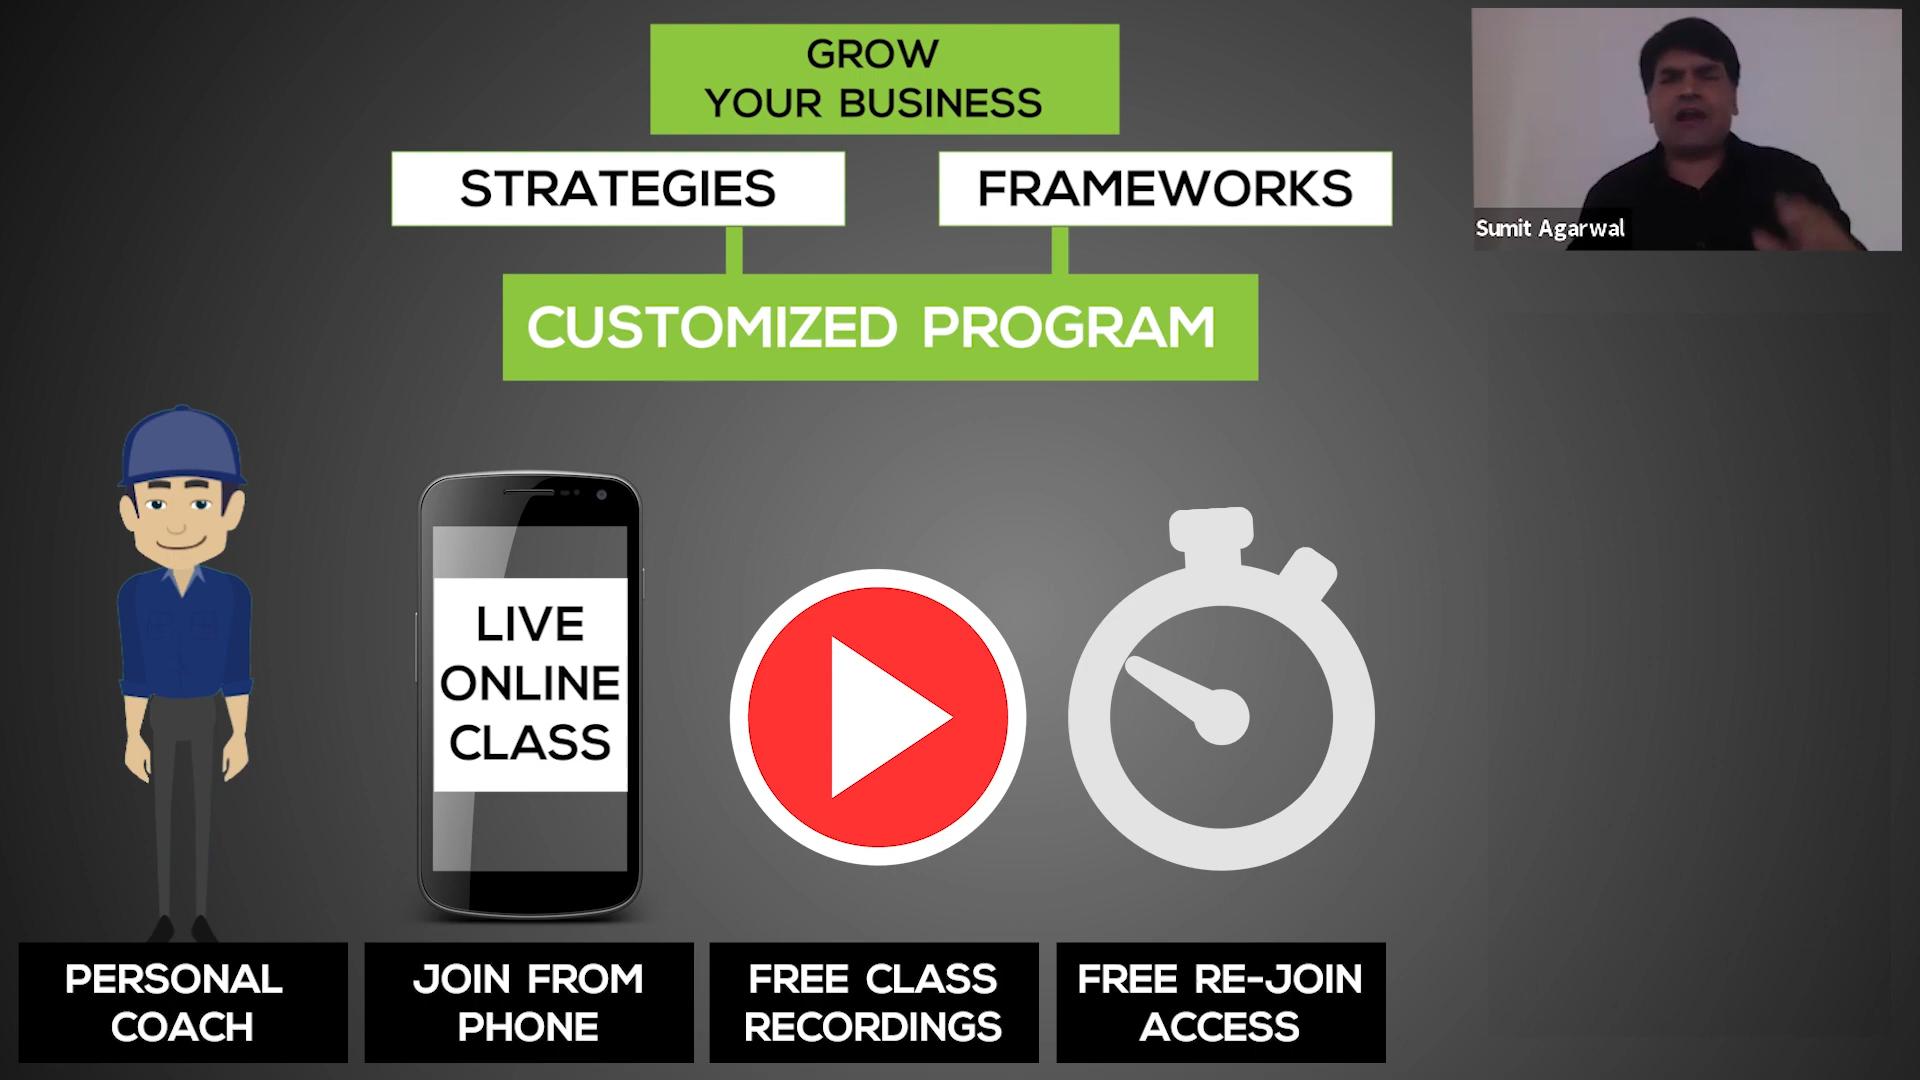 GROW
YOUR BUSINESS
STRATEGIES
FRAMEWORKS
Sumit Agarwal
CUSTOMIZED PROGRAM
LIVE
ONLINE
CLASS
PERSONAL
COACH
JOIN FROM
PHONE
FREE CLASS
RECORDINGS
FREE RE-JOIN
ACCESS